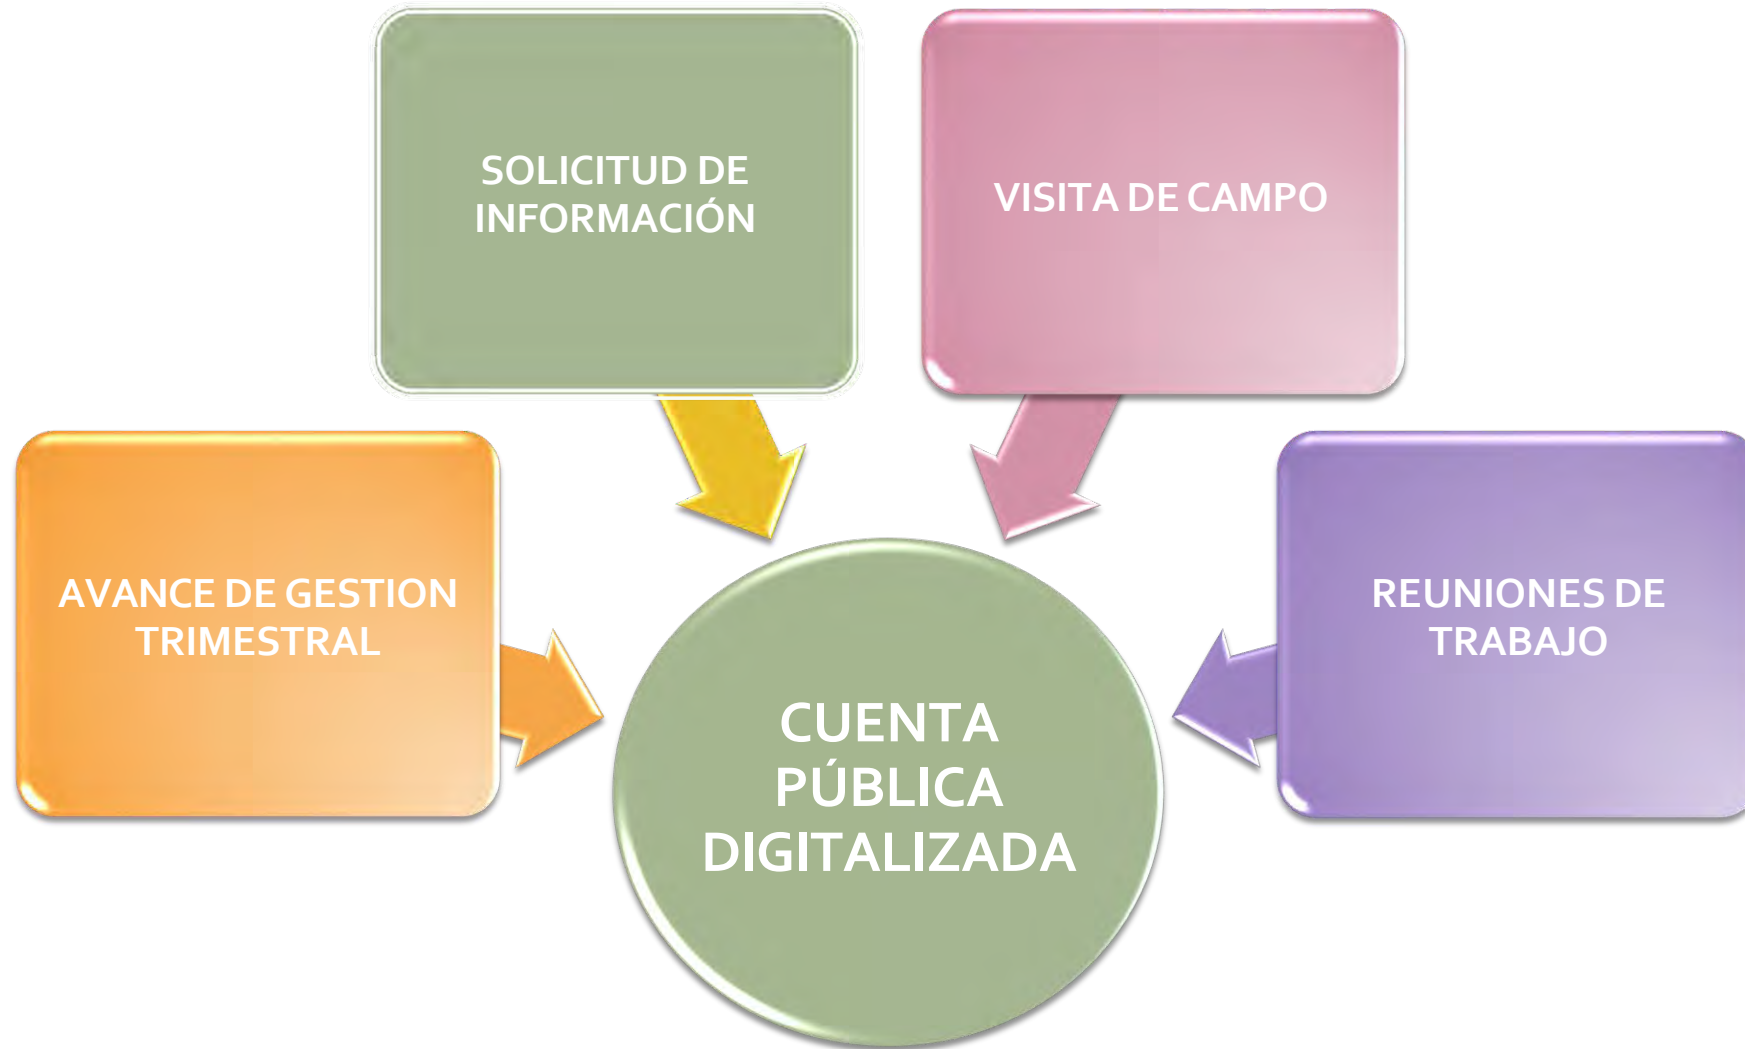 SOLICITUD DE
INFORMACIÓN
VISITA DE CAMPO
AVANCE DE GESTION
TRIMESTRAL
REUNIONES DE
TRABAJO
CUENTA
PÚBLICA
DIGITALIZADA